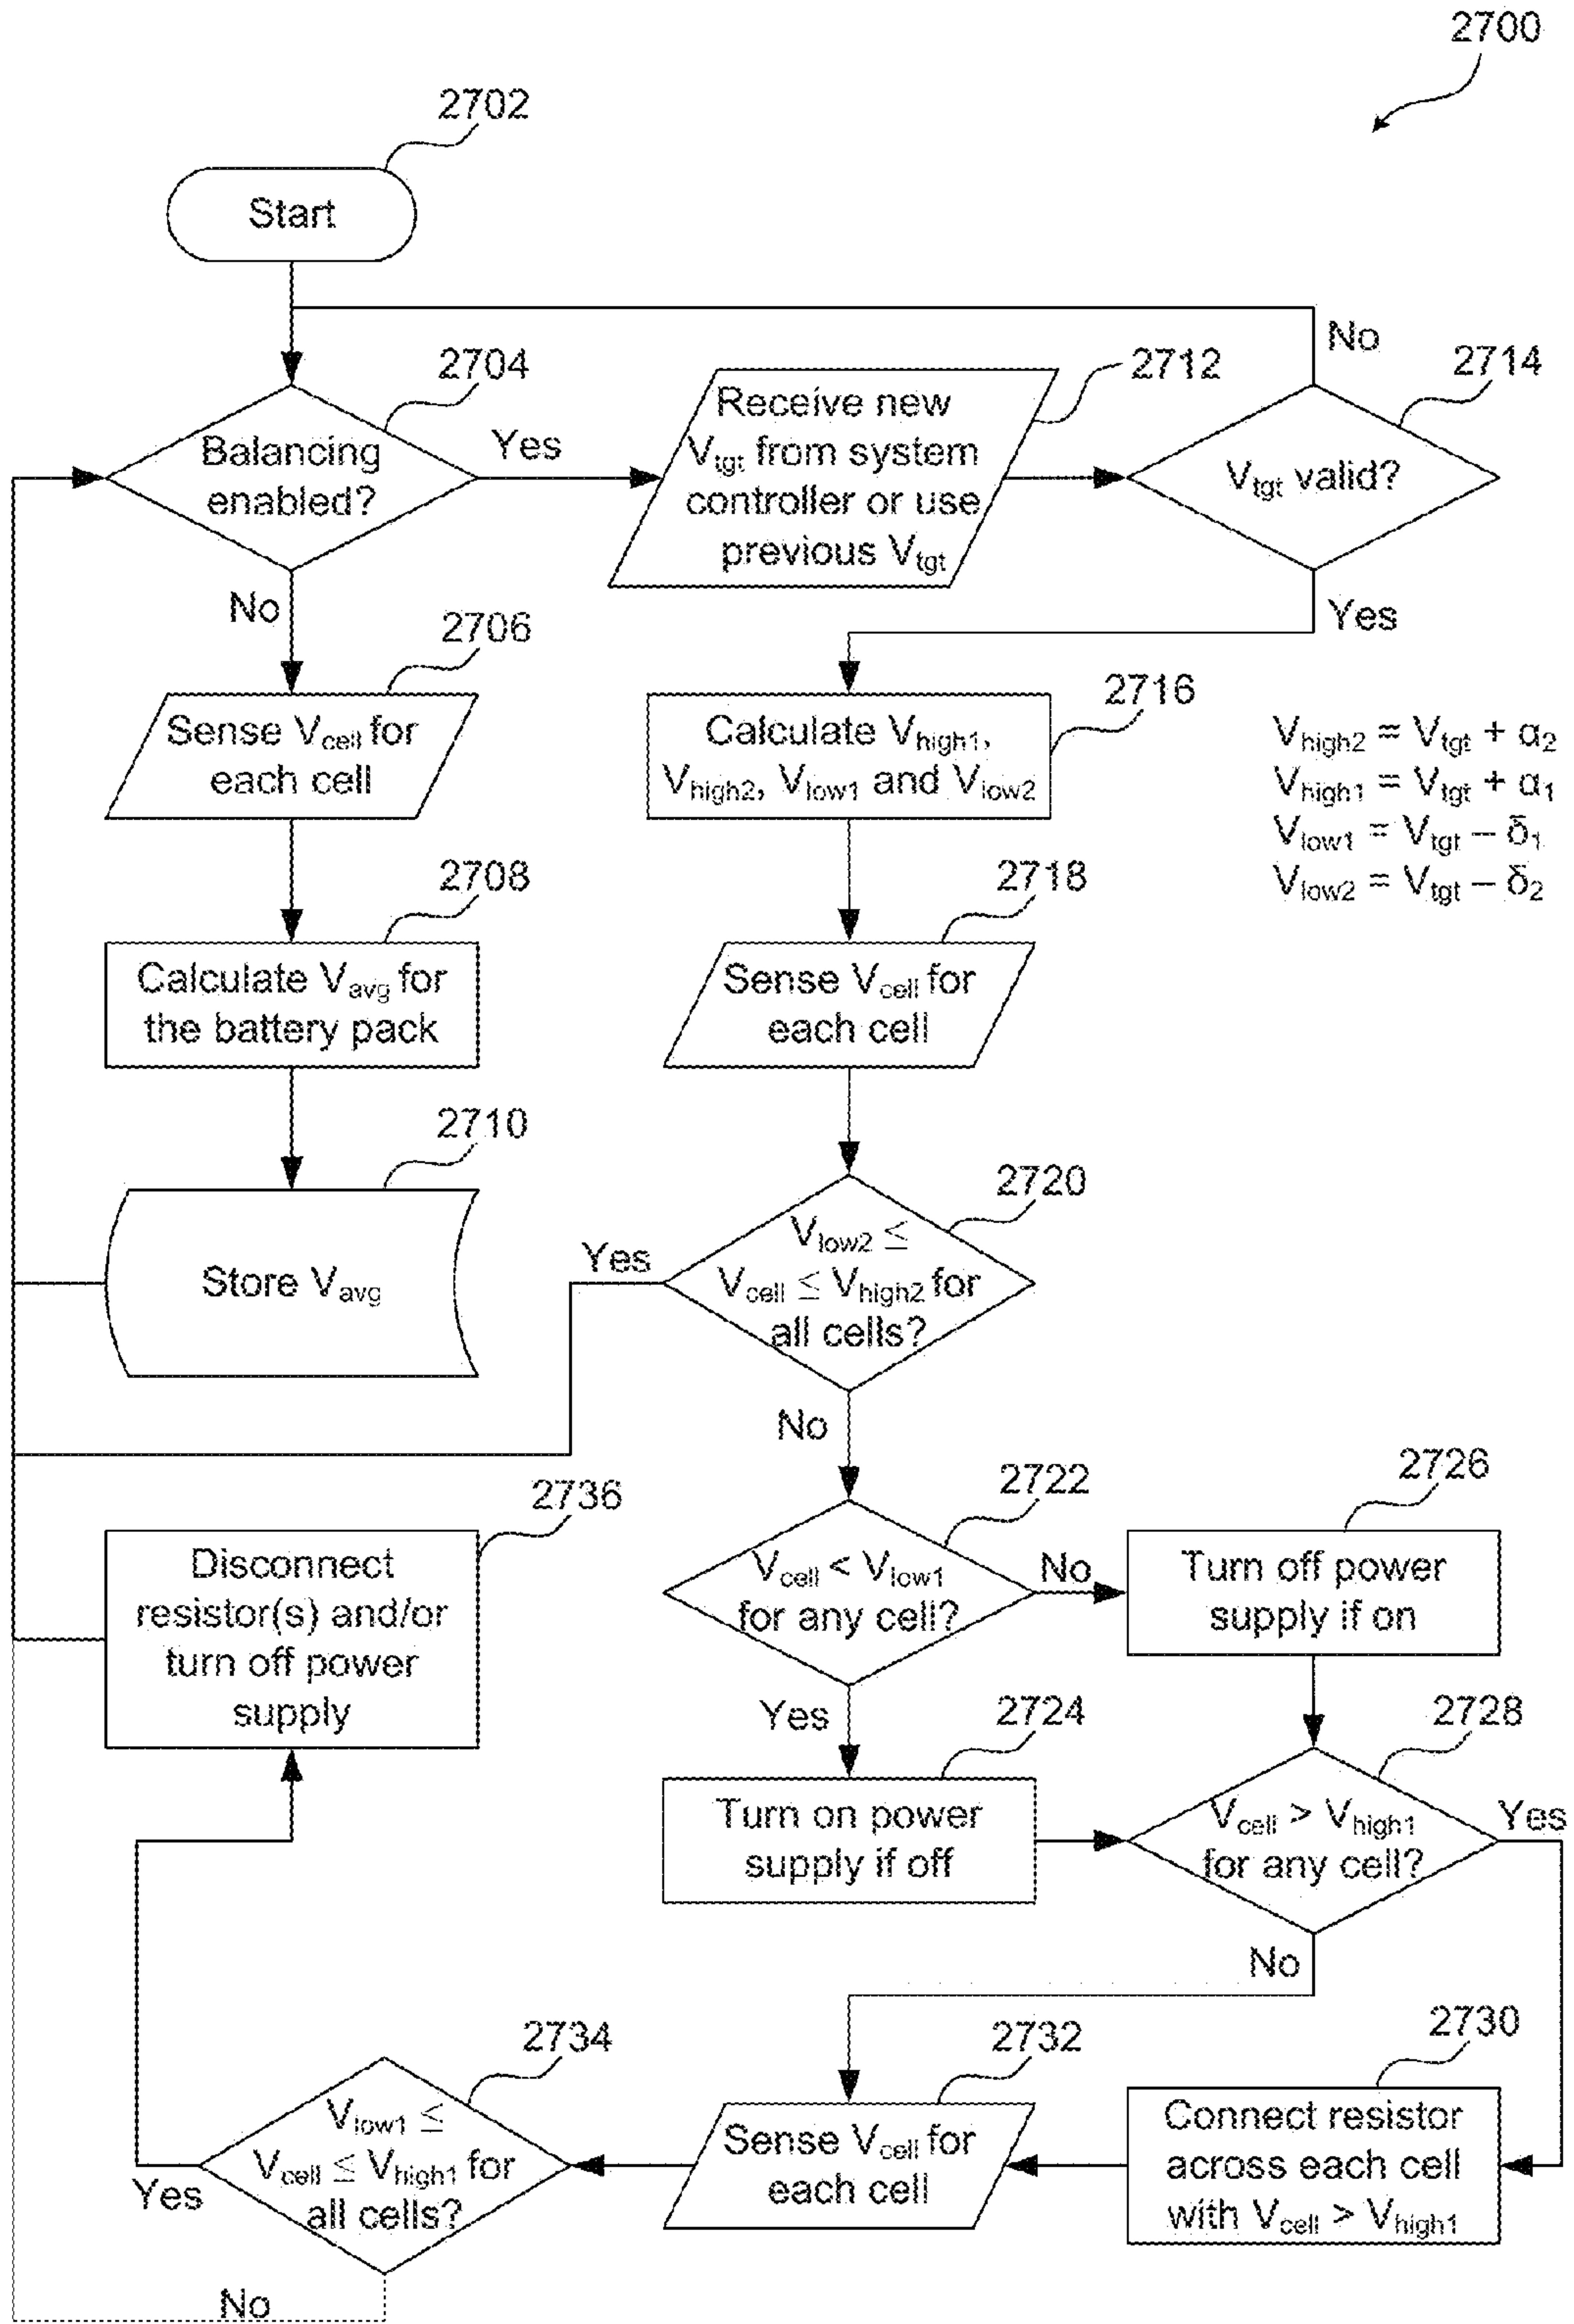 2700
2702
Start
No
2704
2712
2714
Balancing
enabled?
Yes
Receive new
Vtgt from system
controller or use
previous Vtgt
Vtgt valid?
No
Yes
2706
Sense Vcell for
each cell
2716
Calculate Vhigh1,
Vhigh2, Vlow1 and Vlow2
Vhigh2 = Vtgt + α2
Vhigh1 = Vtgt + α1
Vlow1 = Vtgt – δ1
Vlow2 = Vtgt – δ2
2708
Calculate Vavg for
the battery pack
2718
Sense Vcell for
each cell
2710
Store Vavg
2720
Vlow2 ≤
Vcell ≤ Vhigh2 for
all cells?
Yes
No
2722
Vcell < Vlow1
for any cell?
No
2726
Turn off power
supply if on
2736
Disconnect
resistor(s) and/or
turn off power
supply
Yes
2724
Turn on power
supply if off
2728
Vcell > Vhigh1
for any cell?
Yes
No
2734
Vlow1 ≤
Vcell ≤ Vhigh1 for
all cells?
Yes
No
2732
Sense Vcell for
each cell
2730
Connect resistor
across each cell
with Vcell > Vhigh1